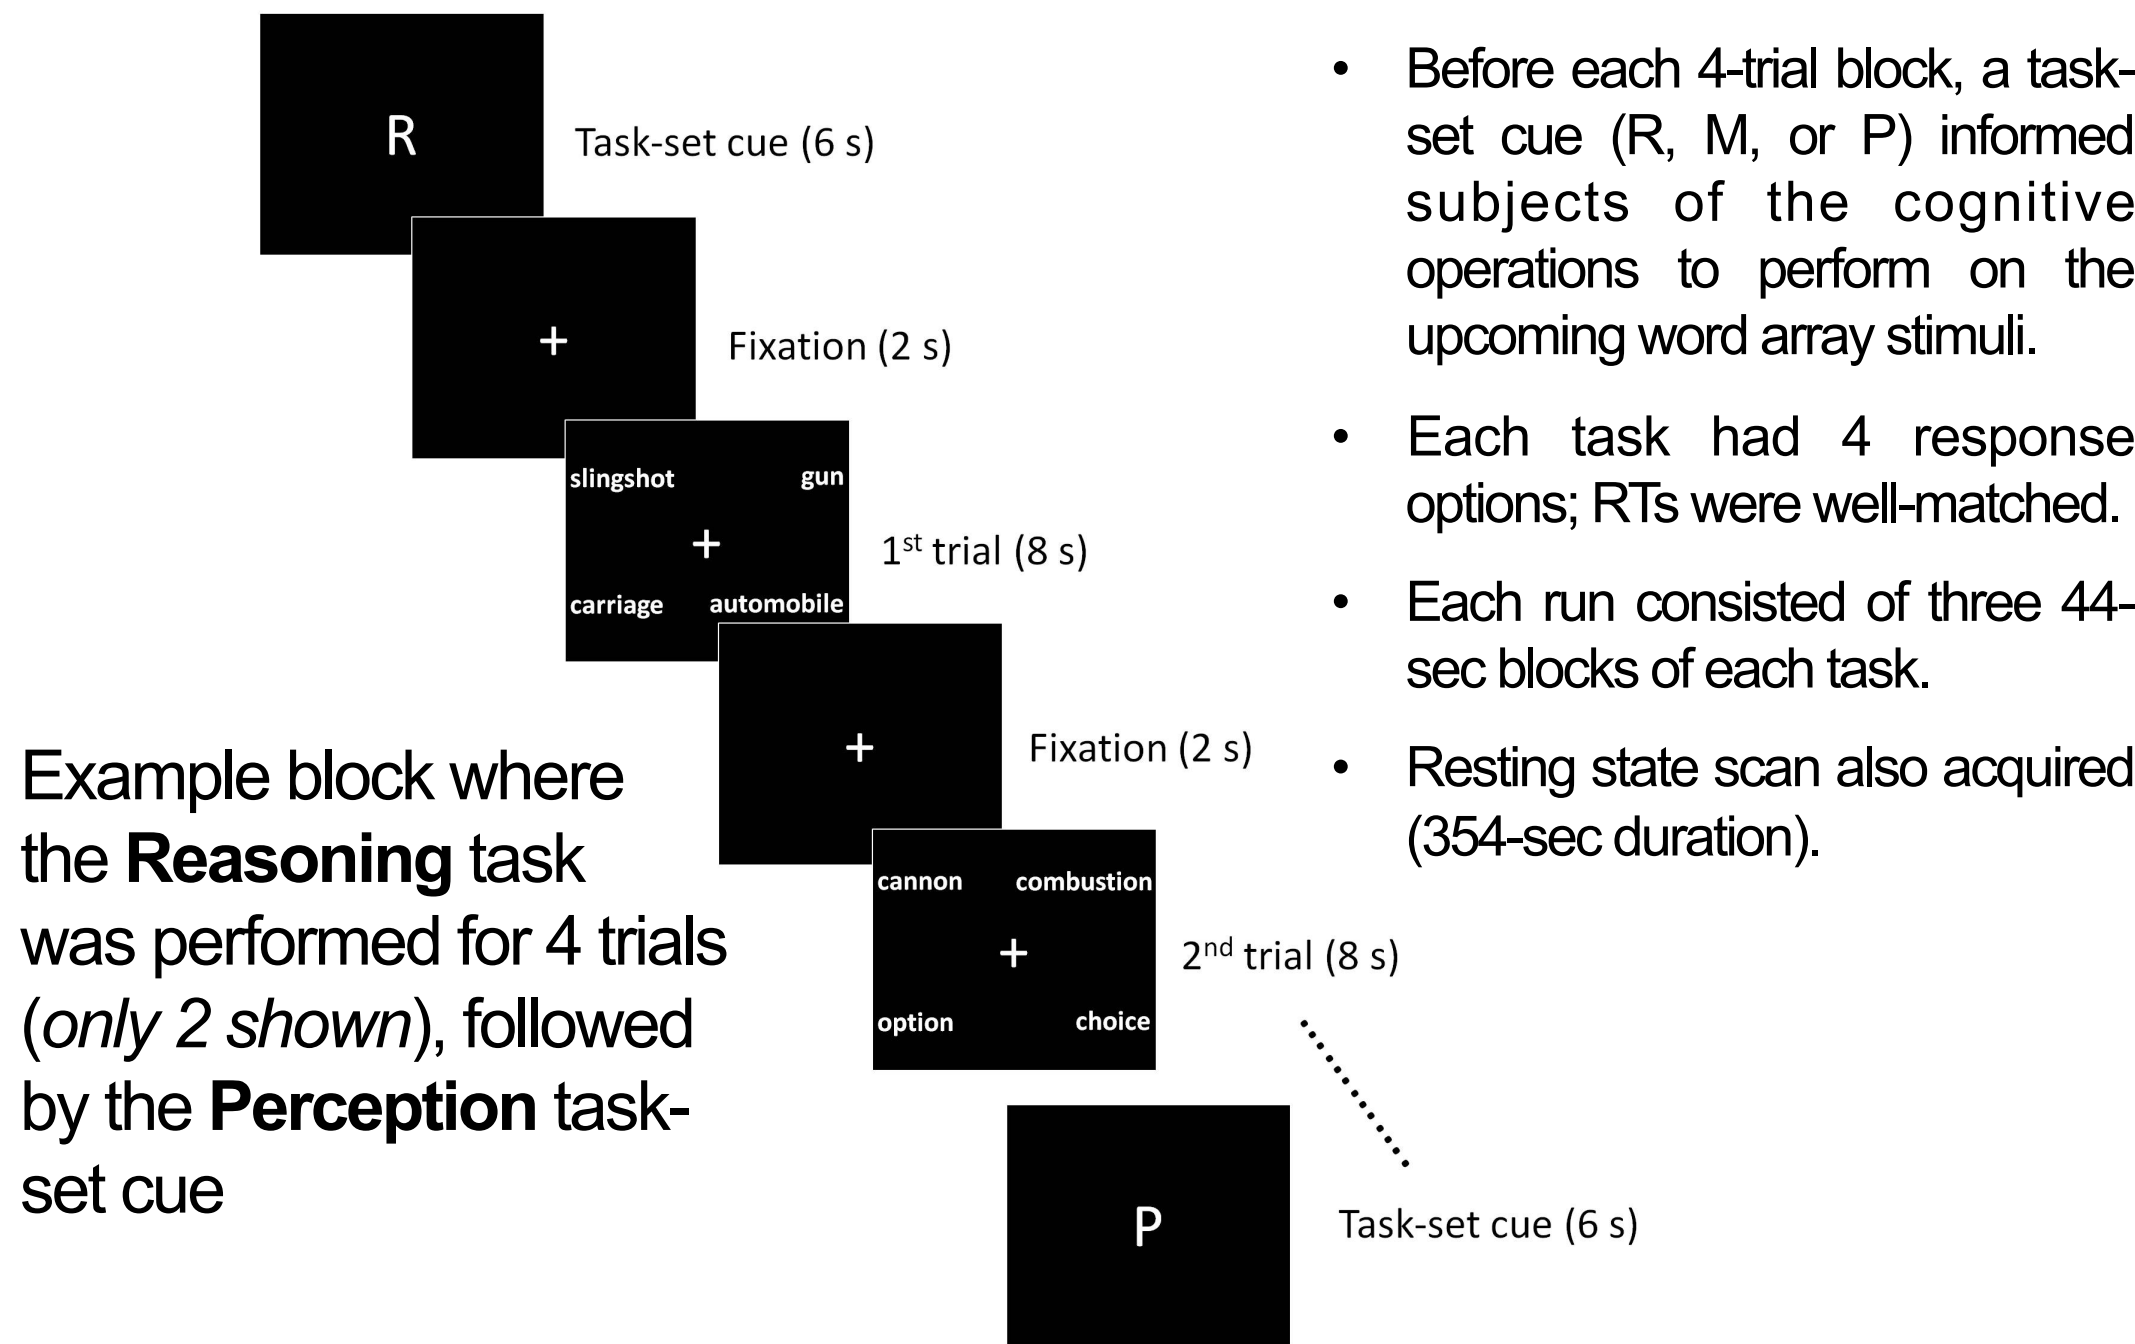 R
Task-set cue (6 s)
+
Fixation (2 s)
slingshot gun
+
carriage automobile
1st trial (8 s)
+
Fixation (2 s)
cannon combustion
+
option choice
2nd trial (8 s)
P
Task-set cue (6 s)
Example block where
the Reasoning task
was performed for 4 trials
(only 2 shown), followed
by the Perception task-
set cue
• Before each 4-trial block, a task-
set cue (R, M, or P) informed
subjects of the cognitive
operations to perform on the
upcoming word array stimuli.
• Each task had 4 response
options; RTs were well-matched.
• Each run consisted of three 44-
sec blocks of each task.
• Resting state scan also acquired
(354-sec duration).